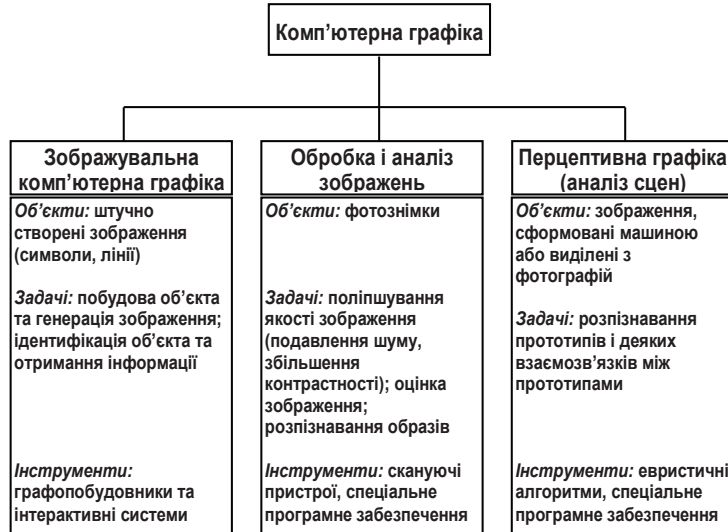 Комп’ютерна графіка
Зображувальна
комп’ютерна графіка
Об’єкти: штучно
створені зображення
(символи, лінії)
Задачі: побудова об’єкта
та генерація зображення;
ідентифікація об’єкта та
отримання інформації
Інструменти:
графопобудовники та
інтерактивні системи
Обробка і аналіз
зображень
Об’єкти: фотознімки
Задачі: поліпшування
якості зображення
(подавлення шуму,
збільшення
контрастності); оцінка
зображення;
розпізнавання образів
Інструменти: скануючі
пристрої, спеціальне
програмне забезпечення
Перцептивна графіка
(аналіз сцен)
Об’єкти: зображення,
сформовані машиною
або виділені з
фотографій
Задачі: розпізнавання
прототипів і деяких
взаємозв’язків між
прототипами
Інструменти: евристичні
алгоритми, спеціальне
програмне забезпечення